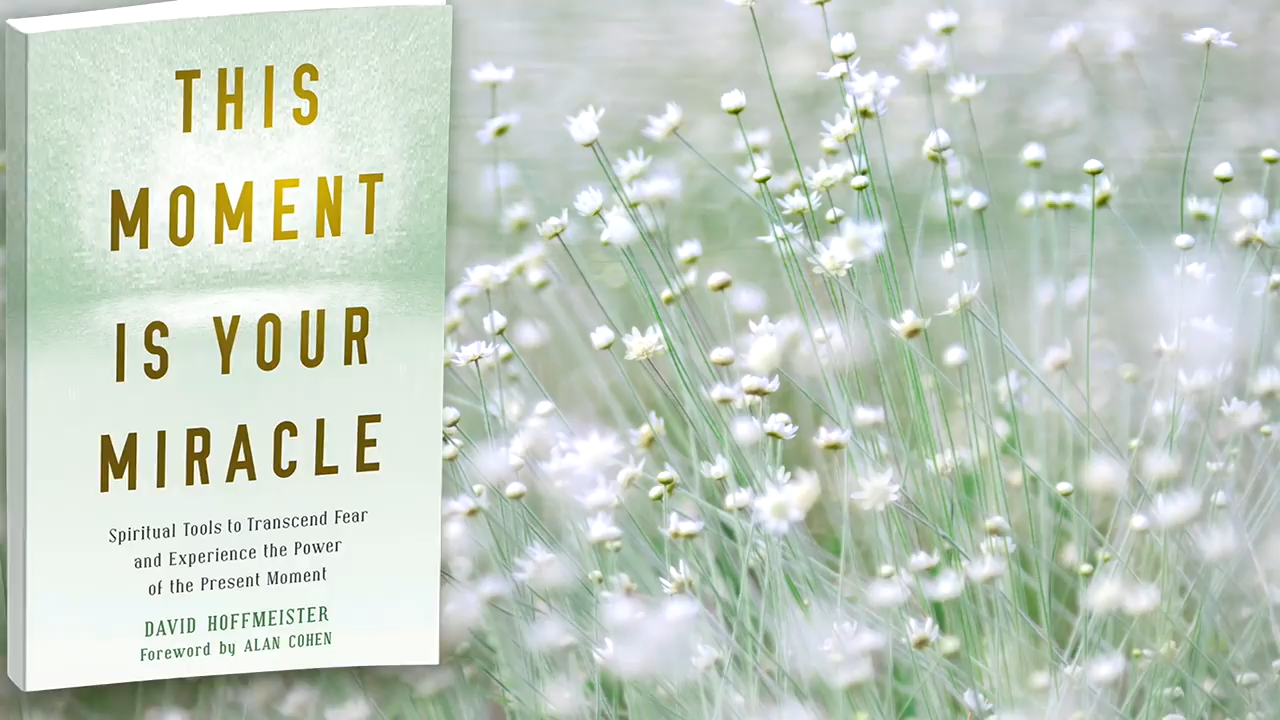 THIS
MOMENT
IS YOUR
MIRACLE
Spiritual Tools to Transcend Fear
and Experience the Power
of the Present Moment
DAVID HOFFMEISTER
Foreword by ALAN COHEN